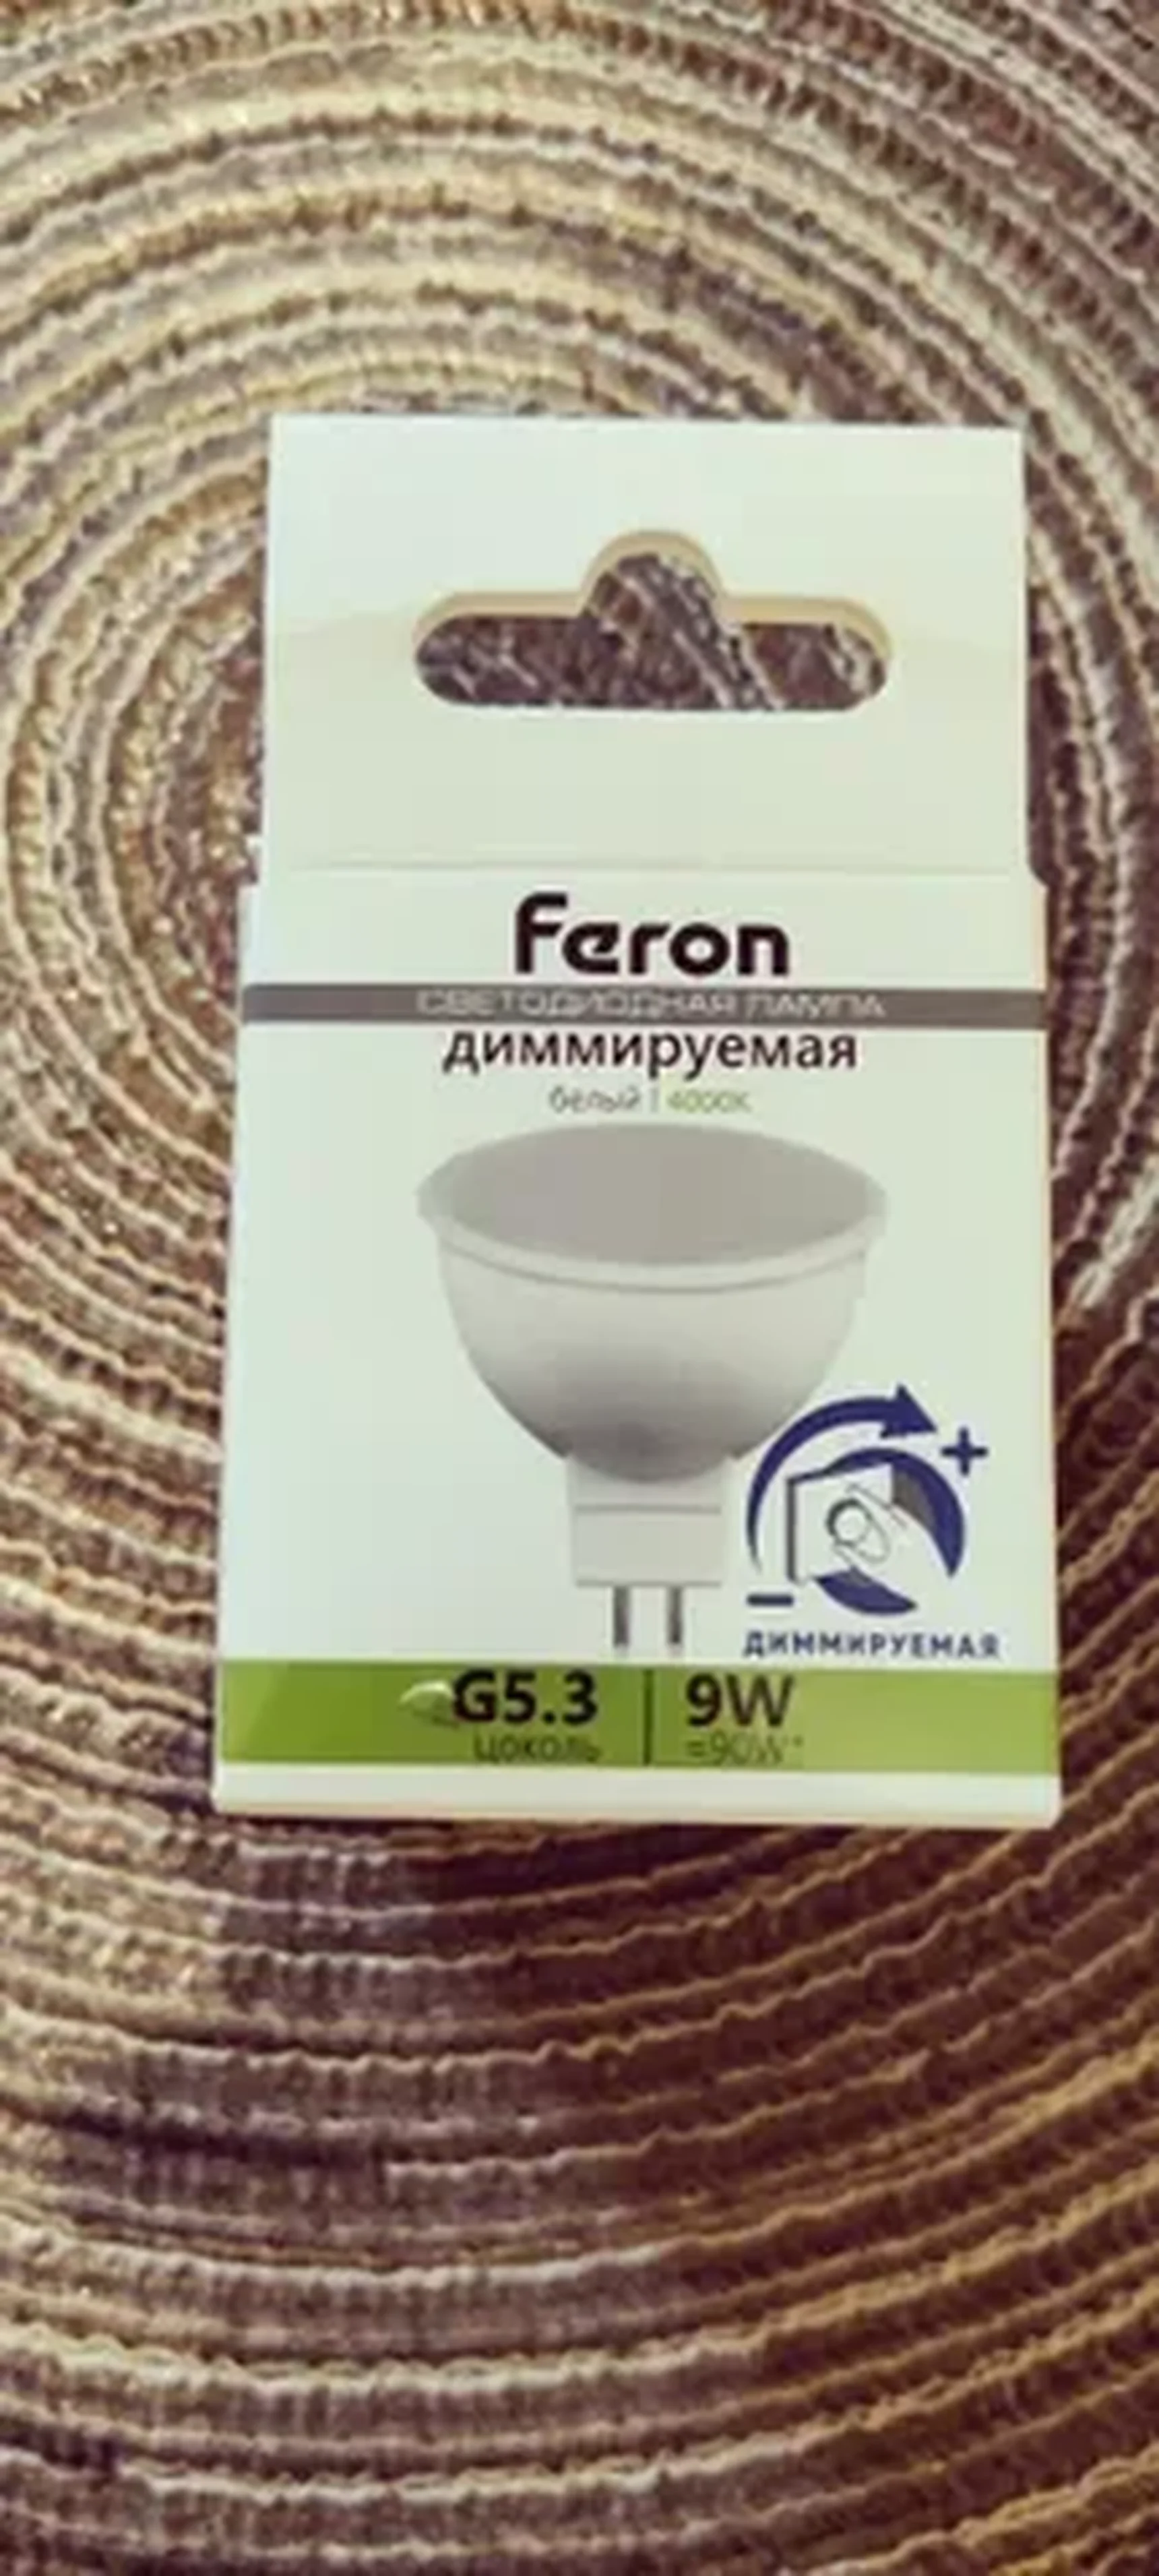 feron
СВЕТОДИОДНАЯ ЛАМПА
диммируемая
белый | 4000K
+
−
ДИММИРУЕМАЯ
G5.3 | 9W
цоколь =90W*